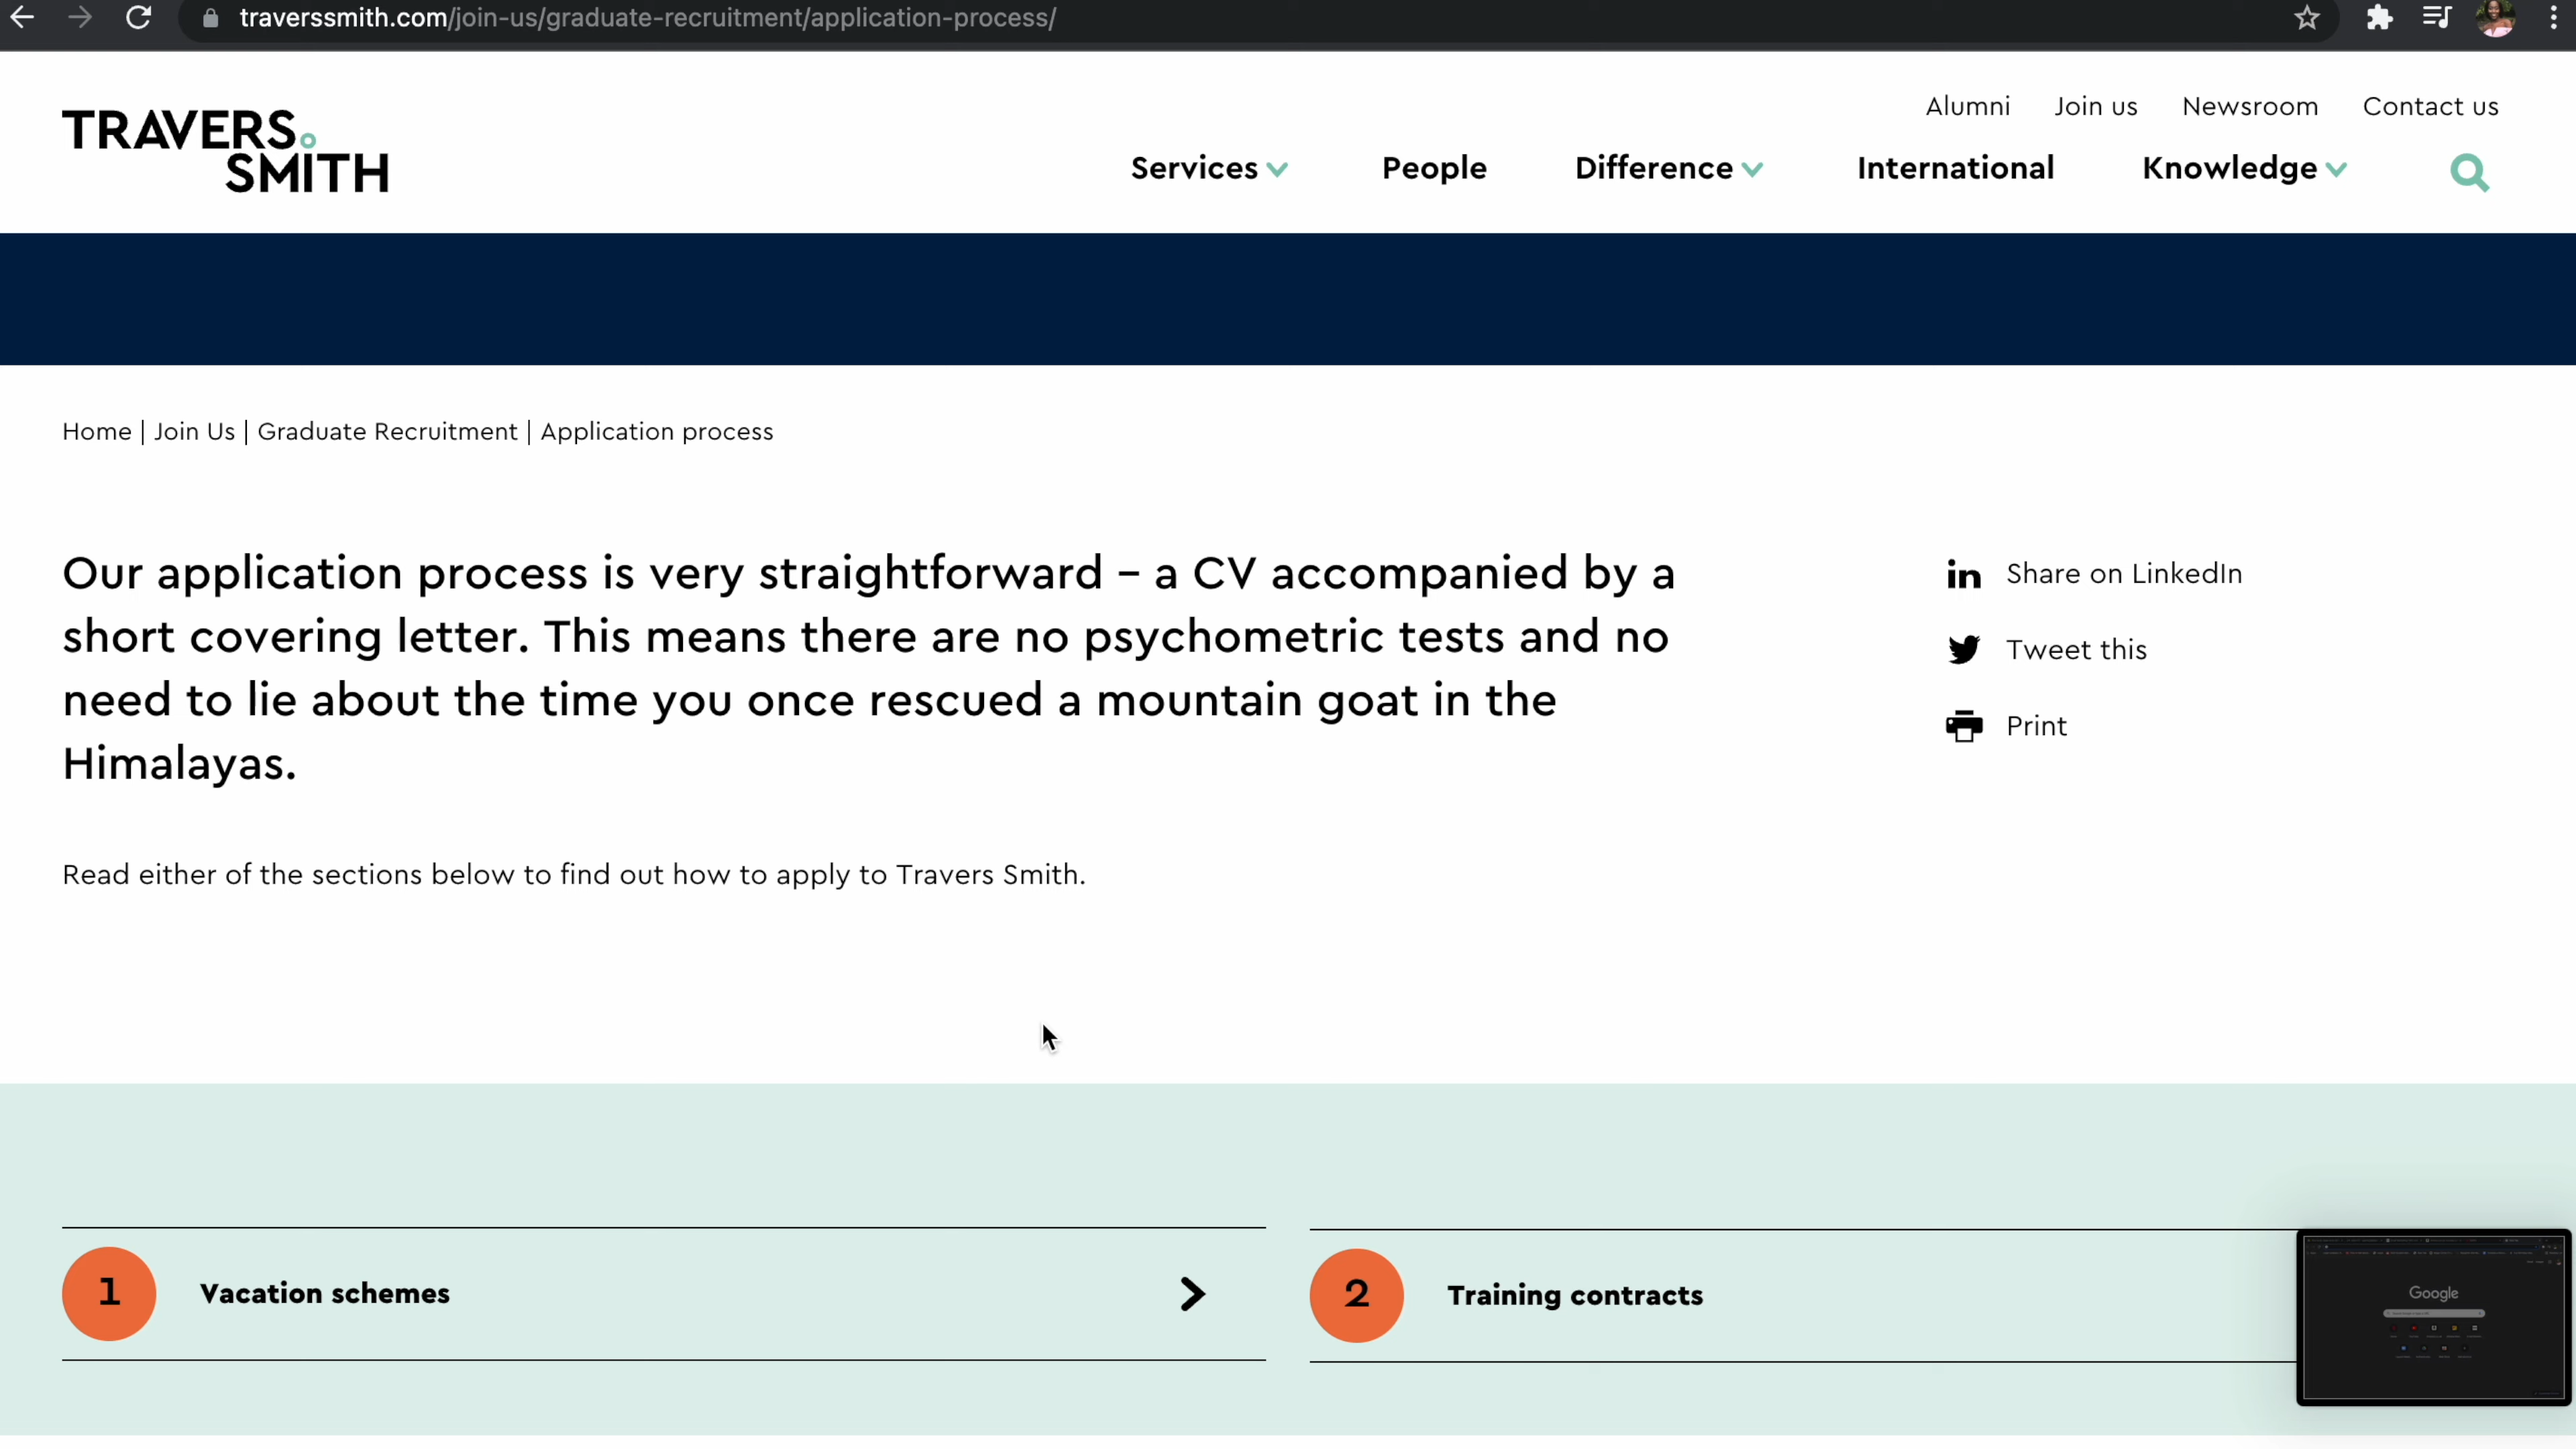 traverssmith.com/join-us/graduate-recruitment/application-process/
TRAVERS
SMITH
Alumni Join us Newsroom Contact us
Services People Difference International Knowledge
Home | Join Us | Graduate Recruitment | Application process
Our application process is very straightforward – a CV accompanied by a
short covering letter. This means there are no psychometric tests and no
need to lie about the time you once rescued a mountain goat in the
Himalayas.
in Share on LinkedIn
Tweet this
Print
Read either of the sections below to find out how to apply to Travers Smith.
1 Vacation schemes
2 Training contracts
Google